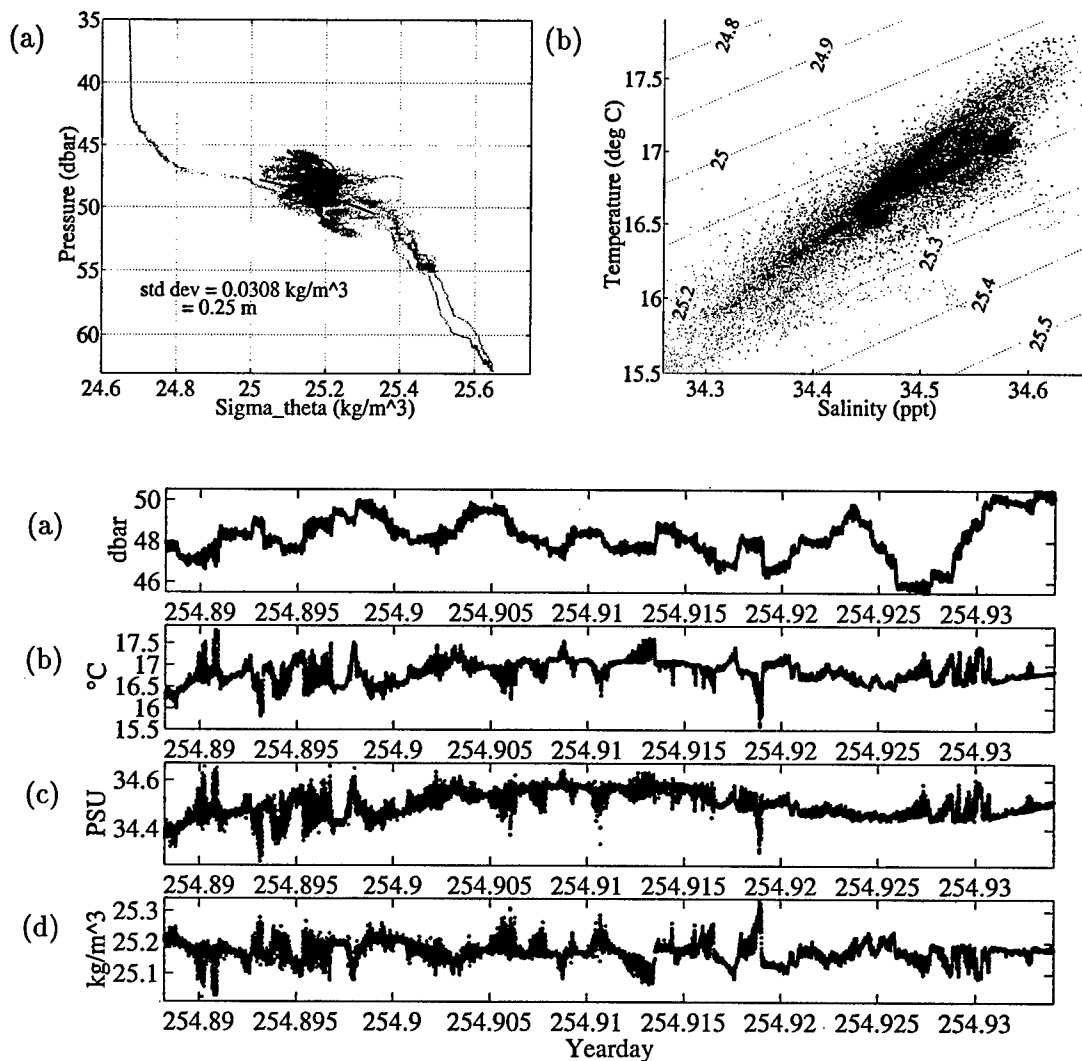 (a)
35
40
45
50
55
60
Pressure (dbar)
std dev = 0.0308 kg/m^3
= 0.25 m
24.6 24.8 25 25.2 25.4 25.6
Sigma_theta (kg/m^3)
(b)
17.5
17
16.5
16
15.5
Temperature (deg C)
24.8
24.9
25
25.2
25.3
25.4
25.5
34.3 34.4 34.5 34.6
Salinity (ppt)
(a)
dbar
50
48
46
254.89 254.895 254.9 254.905 254.91 254.915 254.92 254.925 254.93
(b)
°C
17.5
17
16.5
16
15.5
254.89 254.895 254.9 254.905 254.91 254.915 254.92 254.925 254.93
(c)
PSU
34.6
34.4
254.89 254.895 254.9 254.905 254.91 254.915 254.92 254.925 254.93
(d)
kg/m^3
25.3
25.2
25.1
254.89 254.895 254.9 254.905 254.91 254.915 254.92 254.925 254.93
Yearday